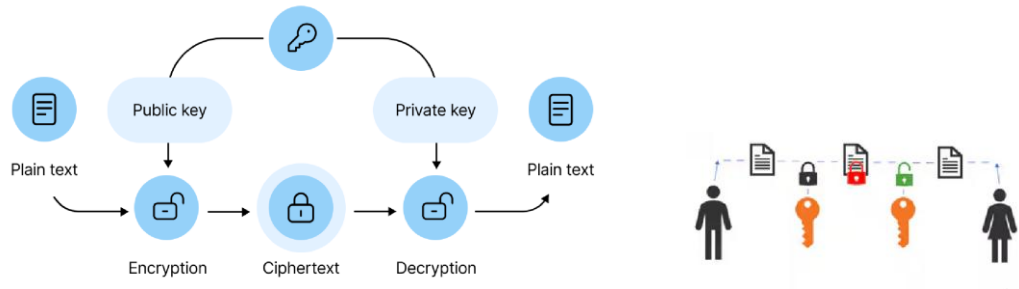 Public key
Private key
Plain text
Plain text
Encryption
Ciphertext
Decryption